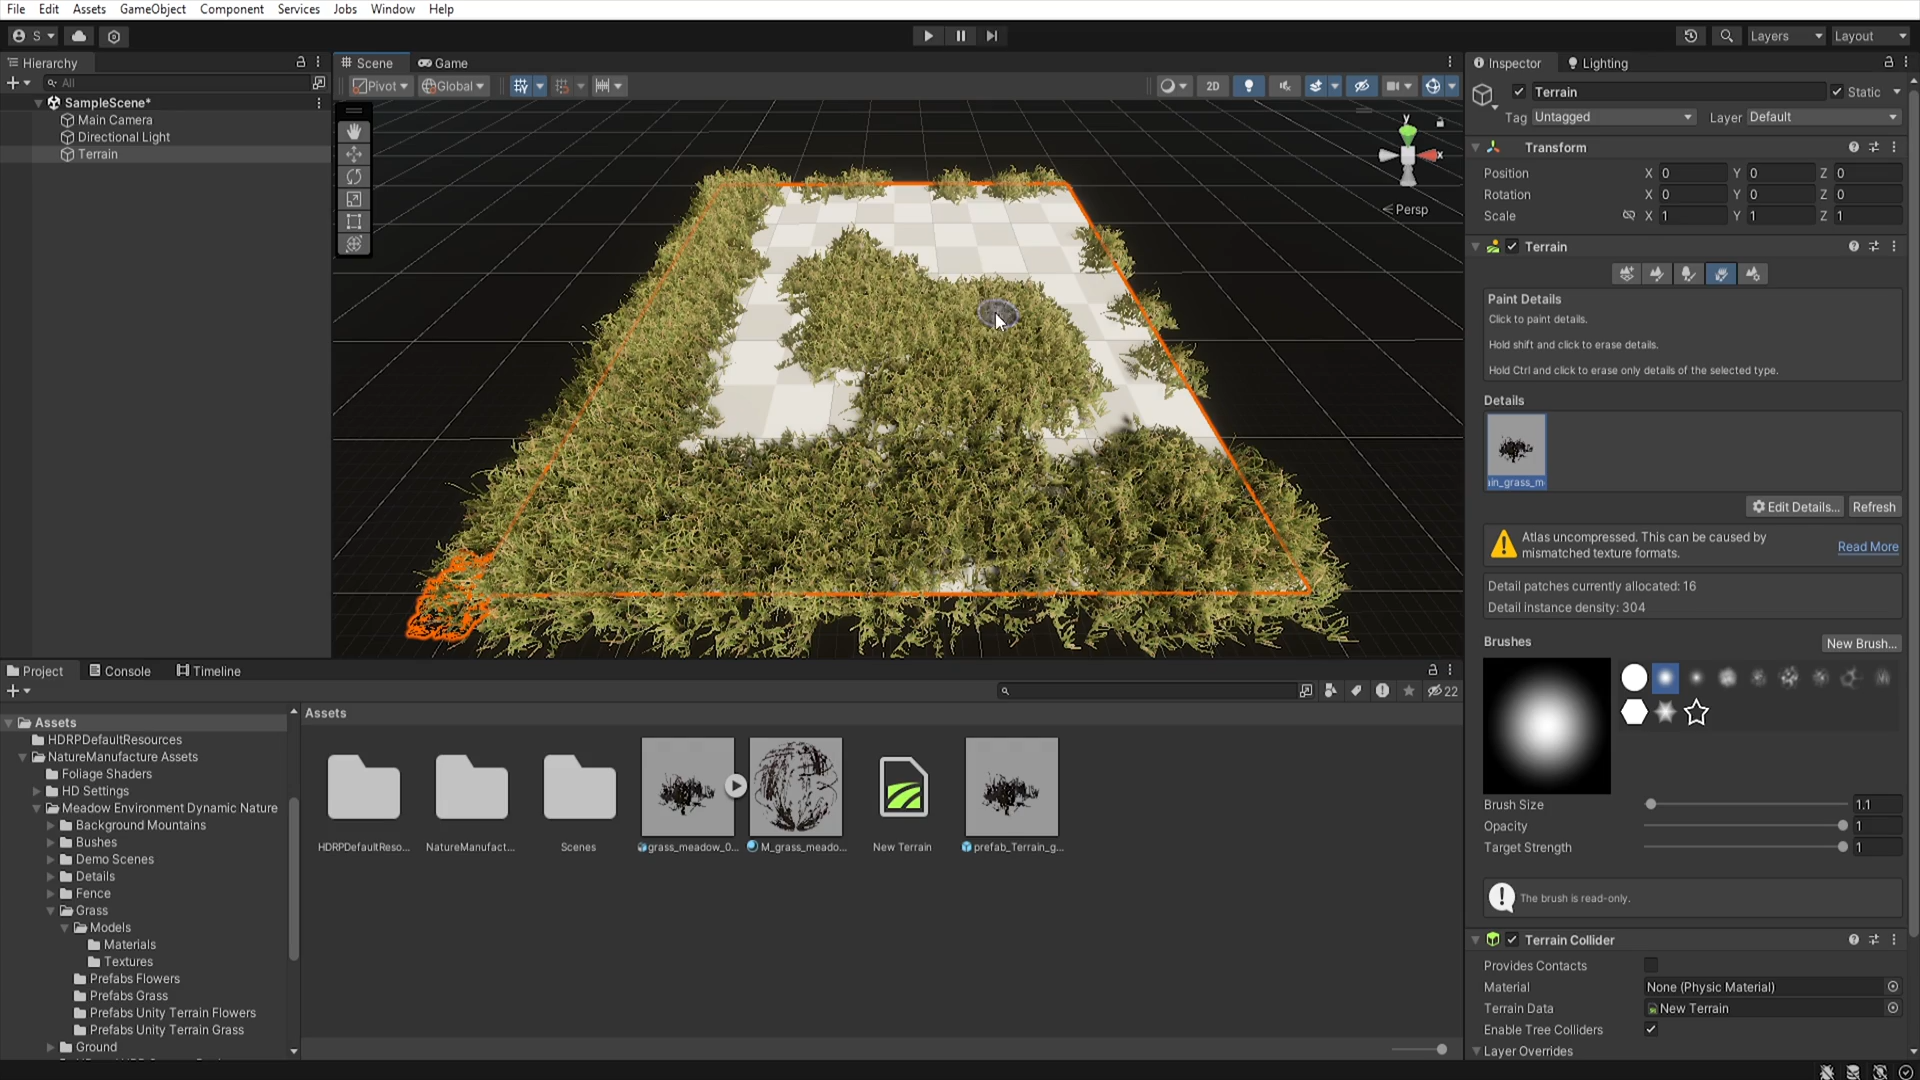 File Edit Assets GameObject Component Services Jobs Window Help
S Layers Layout
Hierarchy
All
SampleScene*
Main Camera
Directional Light
Terrain
Scene Game
Pivot Global 2D
y
x
Persp
Inspector Lighting
Terrain Static
Tag Untagged Layer Default
Transform
Position X 0 Y 0 Z 0
Rotation X 0 Y 0 Z 0
Scale X 1 Y 1 Z 1
Terrain
Paint Details
Click to paint details.
Hold shift and click to erase details.
Hold Ctrl and click to erase only details of the selected type.
Details
ain_grass_m
Edit Details... Refresh
Atlas uncompressed. This can be caused by
mismatched texture formats.
Read More
Detail patches currently allocated: 16
Detail instance density: 304
Brushes
New Brush...
Brush Size 1.1
Opacity 1
Target Strength 1
The brush is read-only.
Terrain Collider
Provides Contacts
Material None (Physic Material)
Terrain Data New Terrain
Enable Tree Colliders
Layer Overrides
Project Console Timeline
22
Assets
HDRPDefaultResources
NatureManufacture Assets
Foliage Shaders
HD Settings
Meadow Environment Dynamic Nature
Background Mountains
Bushes
Demo Scenes
Details
Fence
Grass
Models
Materials
Textures
Prefabs Flowers
Prefabs Grass
Prefabs Unity Terrain Flowers
Prefabs Unity Terrain Grass
Ground
Assets
HDRPDefaultReso... NatureManufact... Scenes grass_meadow_0... M_grass_meado... New Terrain prefab_Terrain_g...